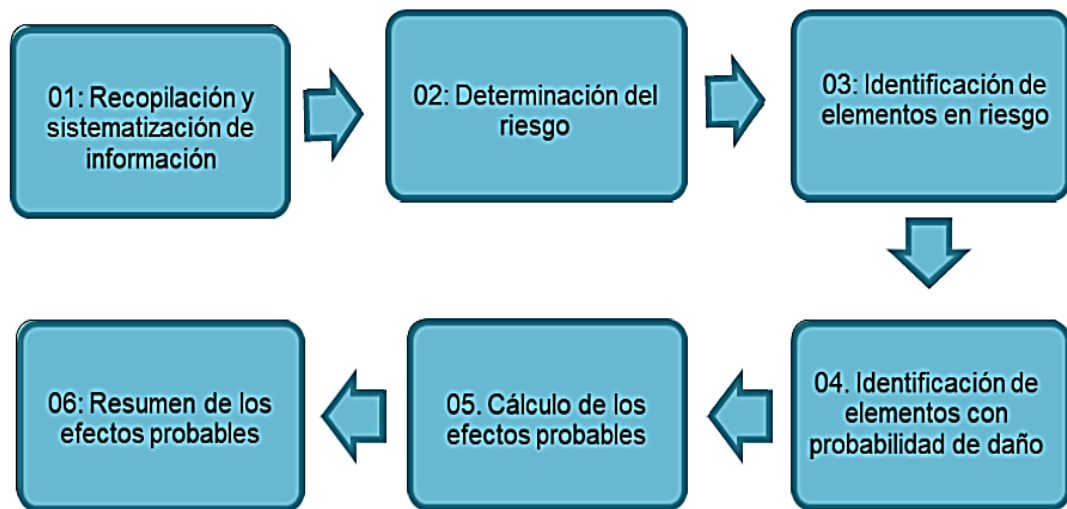 01: Recopilación y
sistematización de
información
02: Determinación del
riesgo
03: Identificación de
elementos en riesgo
04. Identificación de
elementos con
probabilidad de daño
05. Cálculo de los
efectos probables
06: Resumen de los
efectos probables